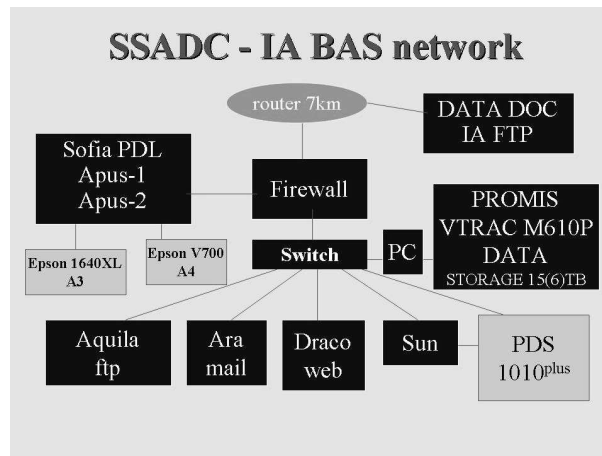 SSADC - IA BAS network
router 7km
DATA DOC
IA FTP
Sofia PDL
Apus-1
Apus-2
Firewall
PROMIS
VTRAC M610P
DATA
STORAGE 15(6)TB
Epson 1640XL
A3
Epson V700
A4
Switch
PC
Aquila
ftp
Ara
mail
Draco
web
Sun
PDS
1010plus